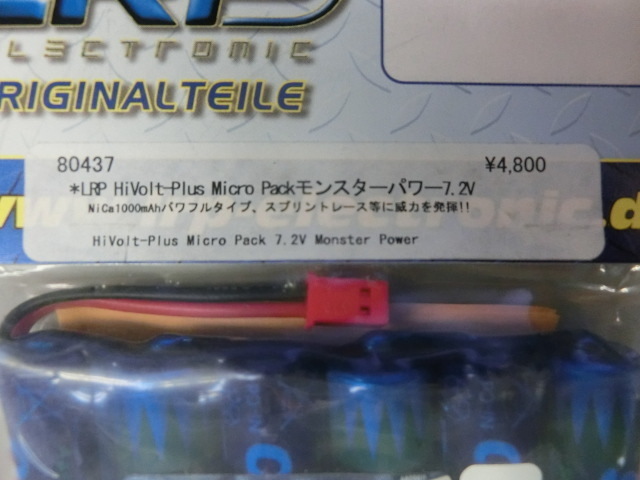 LRP
ELECTRONIC
ORIGINALTEILE
80437 ¥4,800
*LRP HiVolt-Plus Micro Packモンスターパワー7.2V
NiCa1000mAhパワフルタイプ、スプリントレース等に威力を発揮!!
HiVolt-Plus Micro Pack 7.2V Monster Power